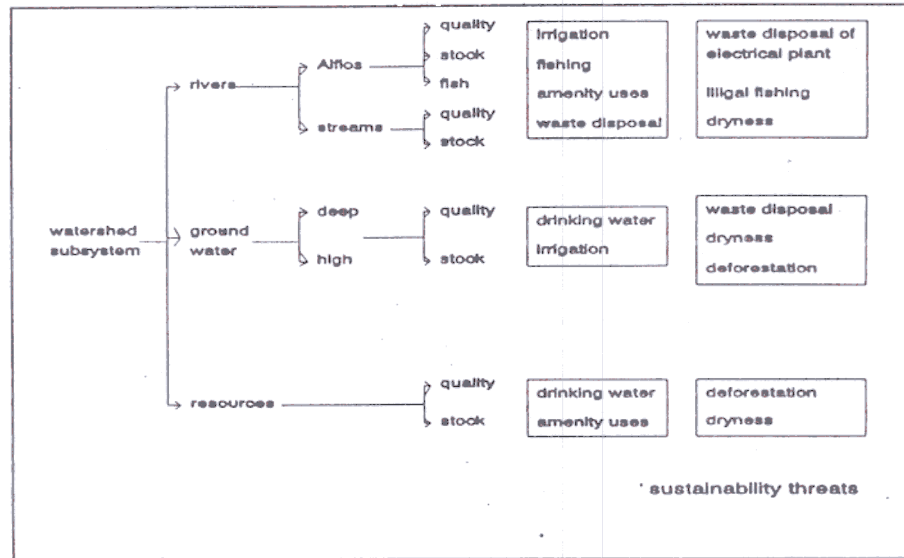 quality
stock
fish
Alfios
rivers
streams
quality
stock
irrigation
fishing
amenity uses
waste disposal
waste disposal of
electrical plant
illigal fishing
dryness
watershed
subsystem
ground
water
deep
high
quality
stock
drinking water
irrigation
waste disposal
dryness
deforestation
resources
quality
stock
drinking water
amenity uses
deforestation
dryness
sustainability threats